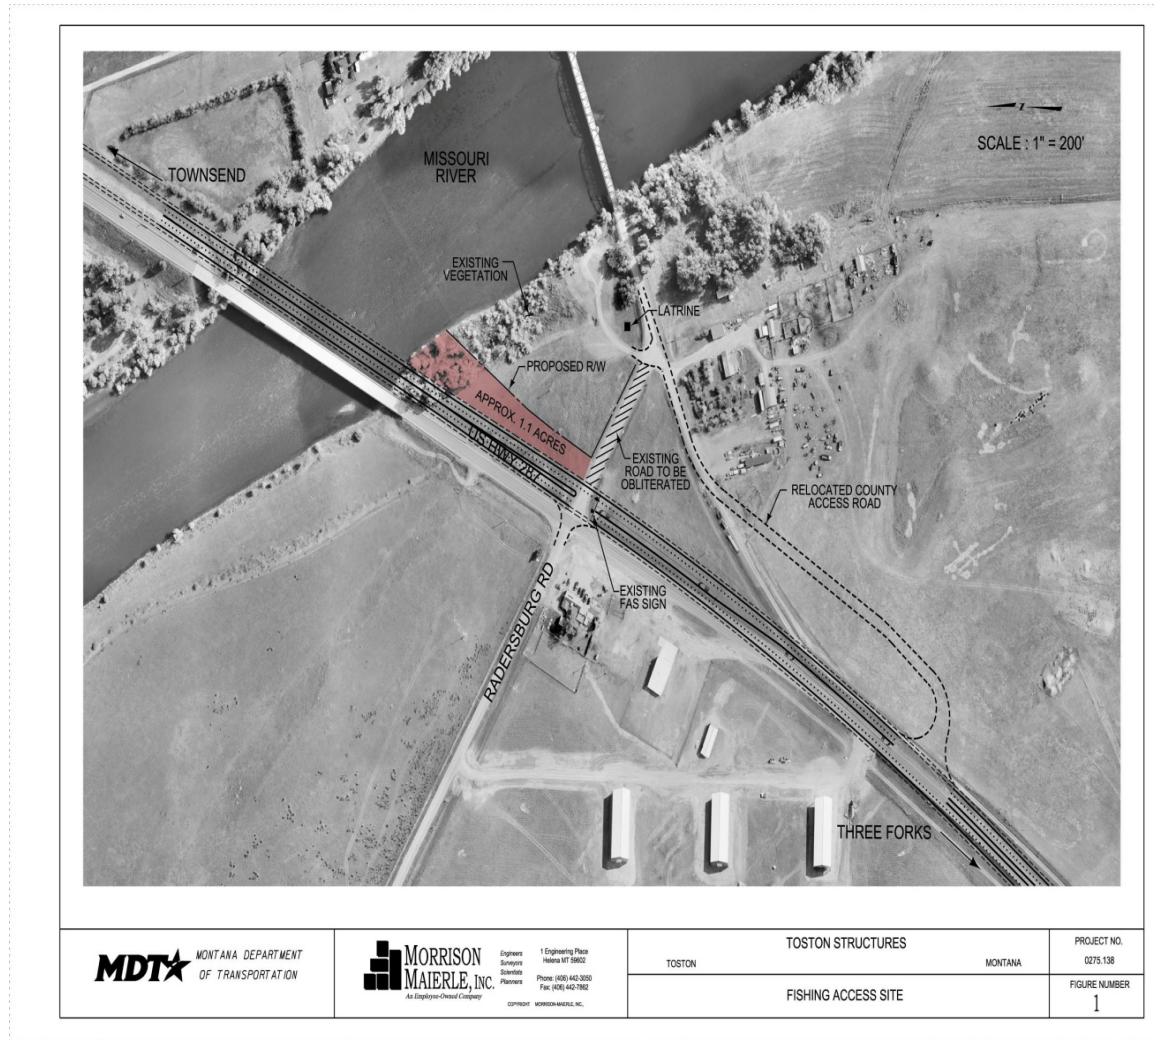 SCALE : 1" = 200'
TOWNSEND
MISSOURI
RIVER
EXISTING
VEGETATION
LATRINE
PROPOSED R/W
APPROX. 1.1 ACRES
US HWY 287
EXISTING
ROAD TO BE
OBLITERATED
RELOCATED COUNTY
ACCESS ROAD
EXISTING
FAS SIGN
RADERSBURG RD
THREE FORKS
MDT
MONTANA DEPARTMENT
OF TRANSPORTATION
MORRISON
MAIERLE, INC.
An Employee-Owned Company
Engineers
Surveyors
Scientists
Planners
1 Engineering Place
Helena MT 59602
Phone: (406) 442-3050
Fax: (406) 442-7862
COPYRIGHT MORRISON-MAIERLE, INC.,
TOSTON STRUCTURES
TOSTON MONTANA
FISHING ACCESS SITE
PROJECT NO.
0275.138
FIGURE NUMBER
1